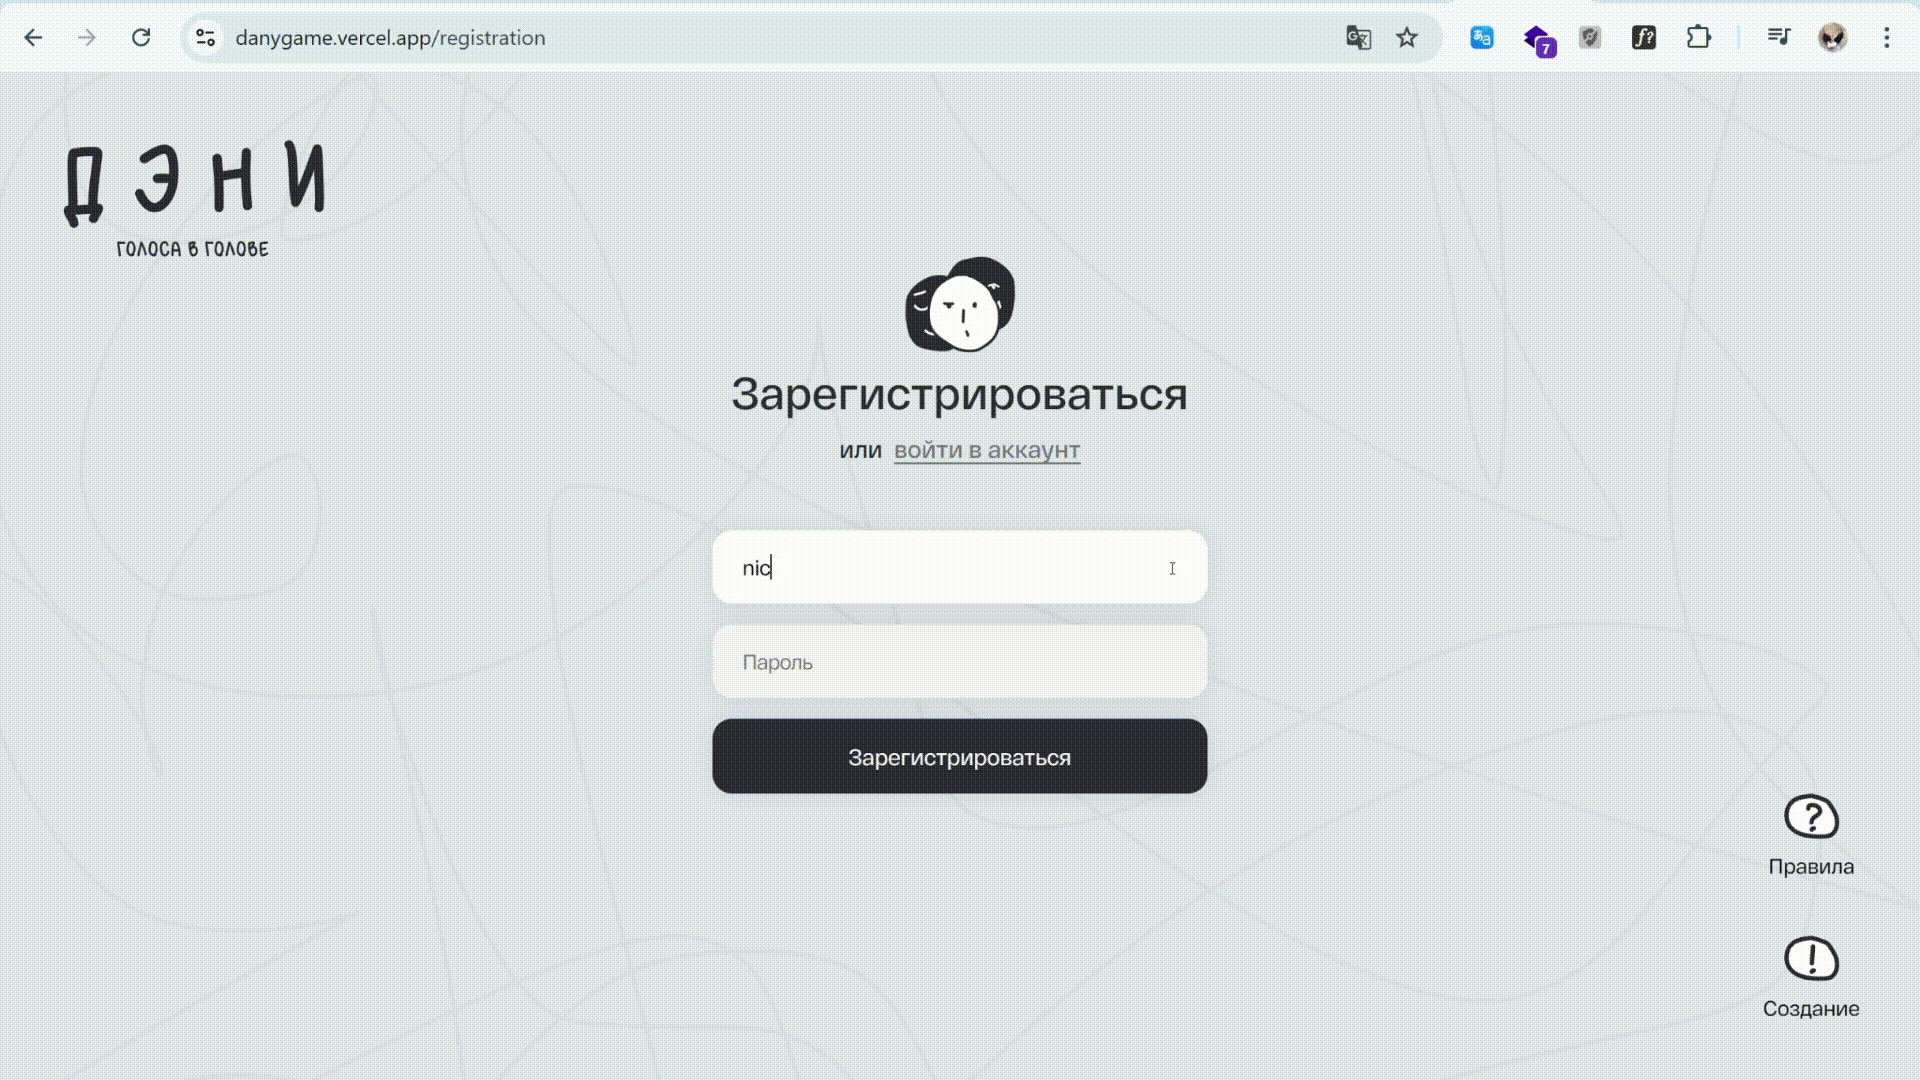 danygame.vercel.app/registration
7
f?
ДЭНИ
ГОЛОСА В ГОЛОВЕ
Зарегистрироваться
или войти в аккаунт
nic
Пароль
Зарегистрироваться
?
Правила
!
Создание